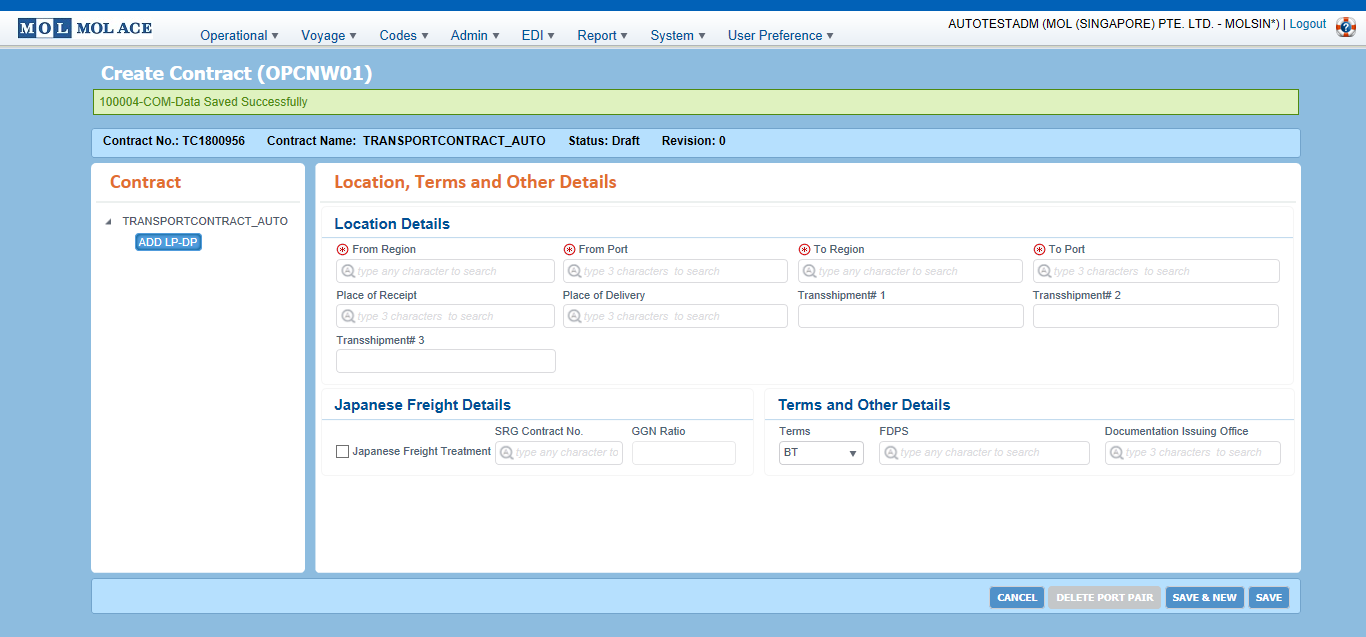 MOL MOL ACE
Operational ▼ Voyage ▼ Codes ▼ Admin ▼ EDI ▼ Report ▼ System ▼ User Preference ▼
AUTOTESTADM (MOL (SINGAPORE) PTE. LTD. - MOLSIN*) | Logout
Create Contract (OPCNW01)
100004-COM-Data Saved Successfully
Contract No.: TC1800956 Contract Name: TRANSPORTCONTRACT_AUTO Status: Draft Revision: 0
Contract
TRANSPORTCONTRACT_AUTO
ADD LP-DP
Location, Terms and Other Details
Location Details
From Region From Port To Region To Port
type any character to search type 3 characters to search type any character to search type 3 characters to search
Place of Receipt Place of Delivery Transshipment# 1 Transshipment# 2
type 3 characters to search type 3 characters to search
Transshipment# 3
Japanese Freight Details
SRG Contract No. GGN Ratio
Japanese Freight Treatment type any character to
Terms and Other Details
Terms FDPS Documentation Issuing Office
BT ▼ type any character to search type 3 characters to search
CANCEL DELETE PORT PAIR SAVE & NEW SAVE